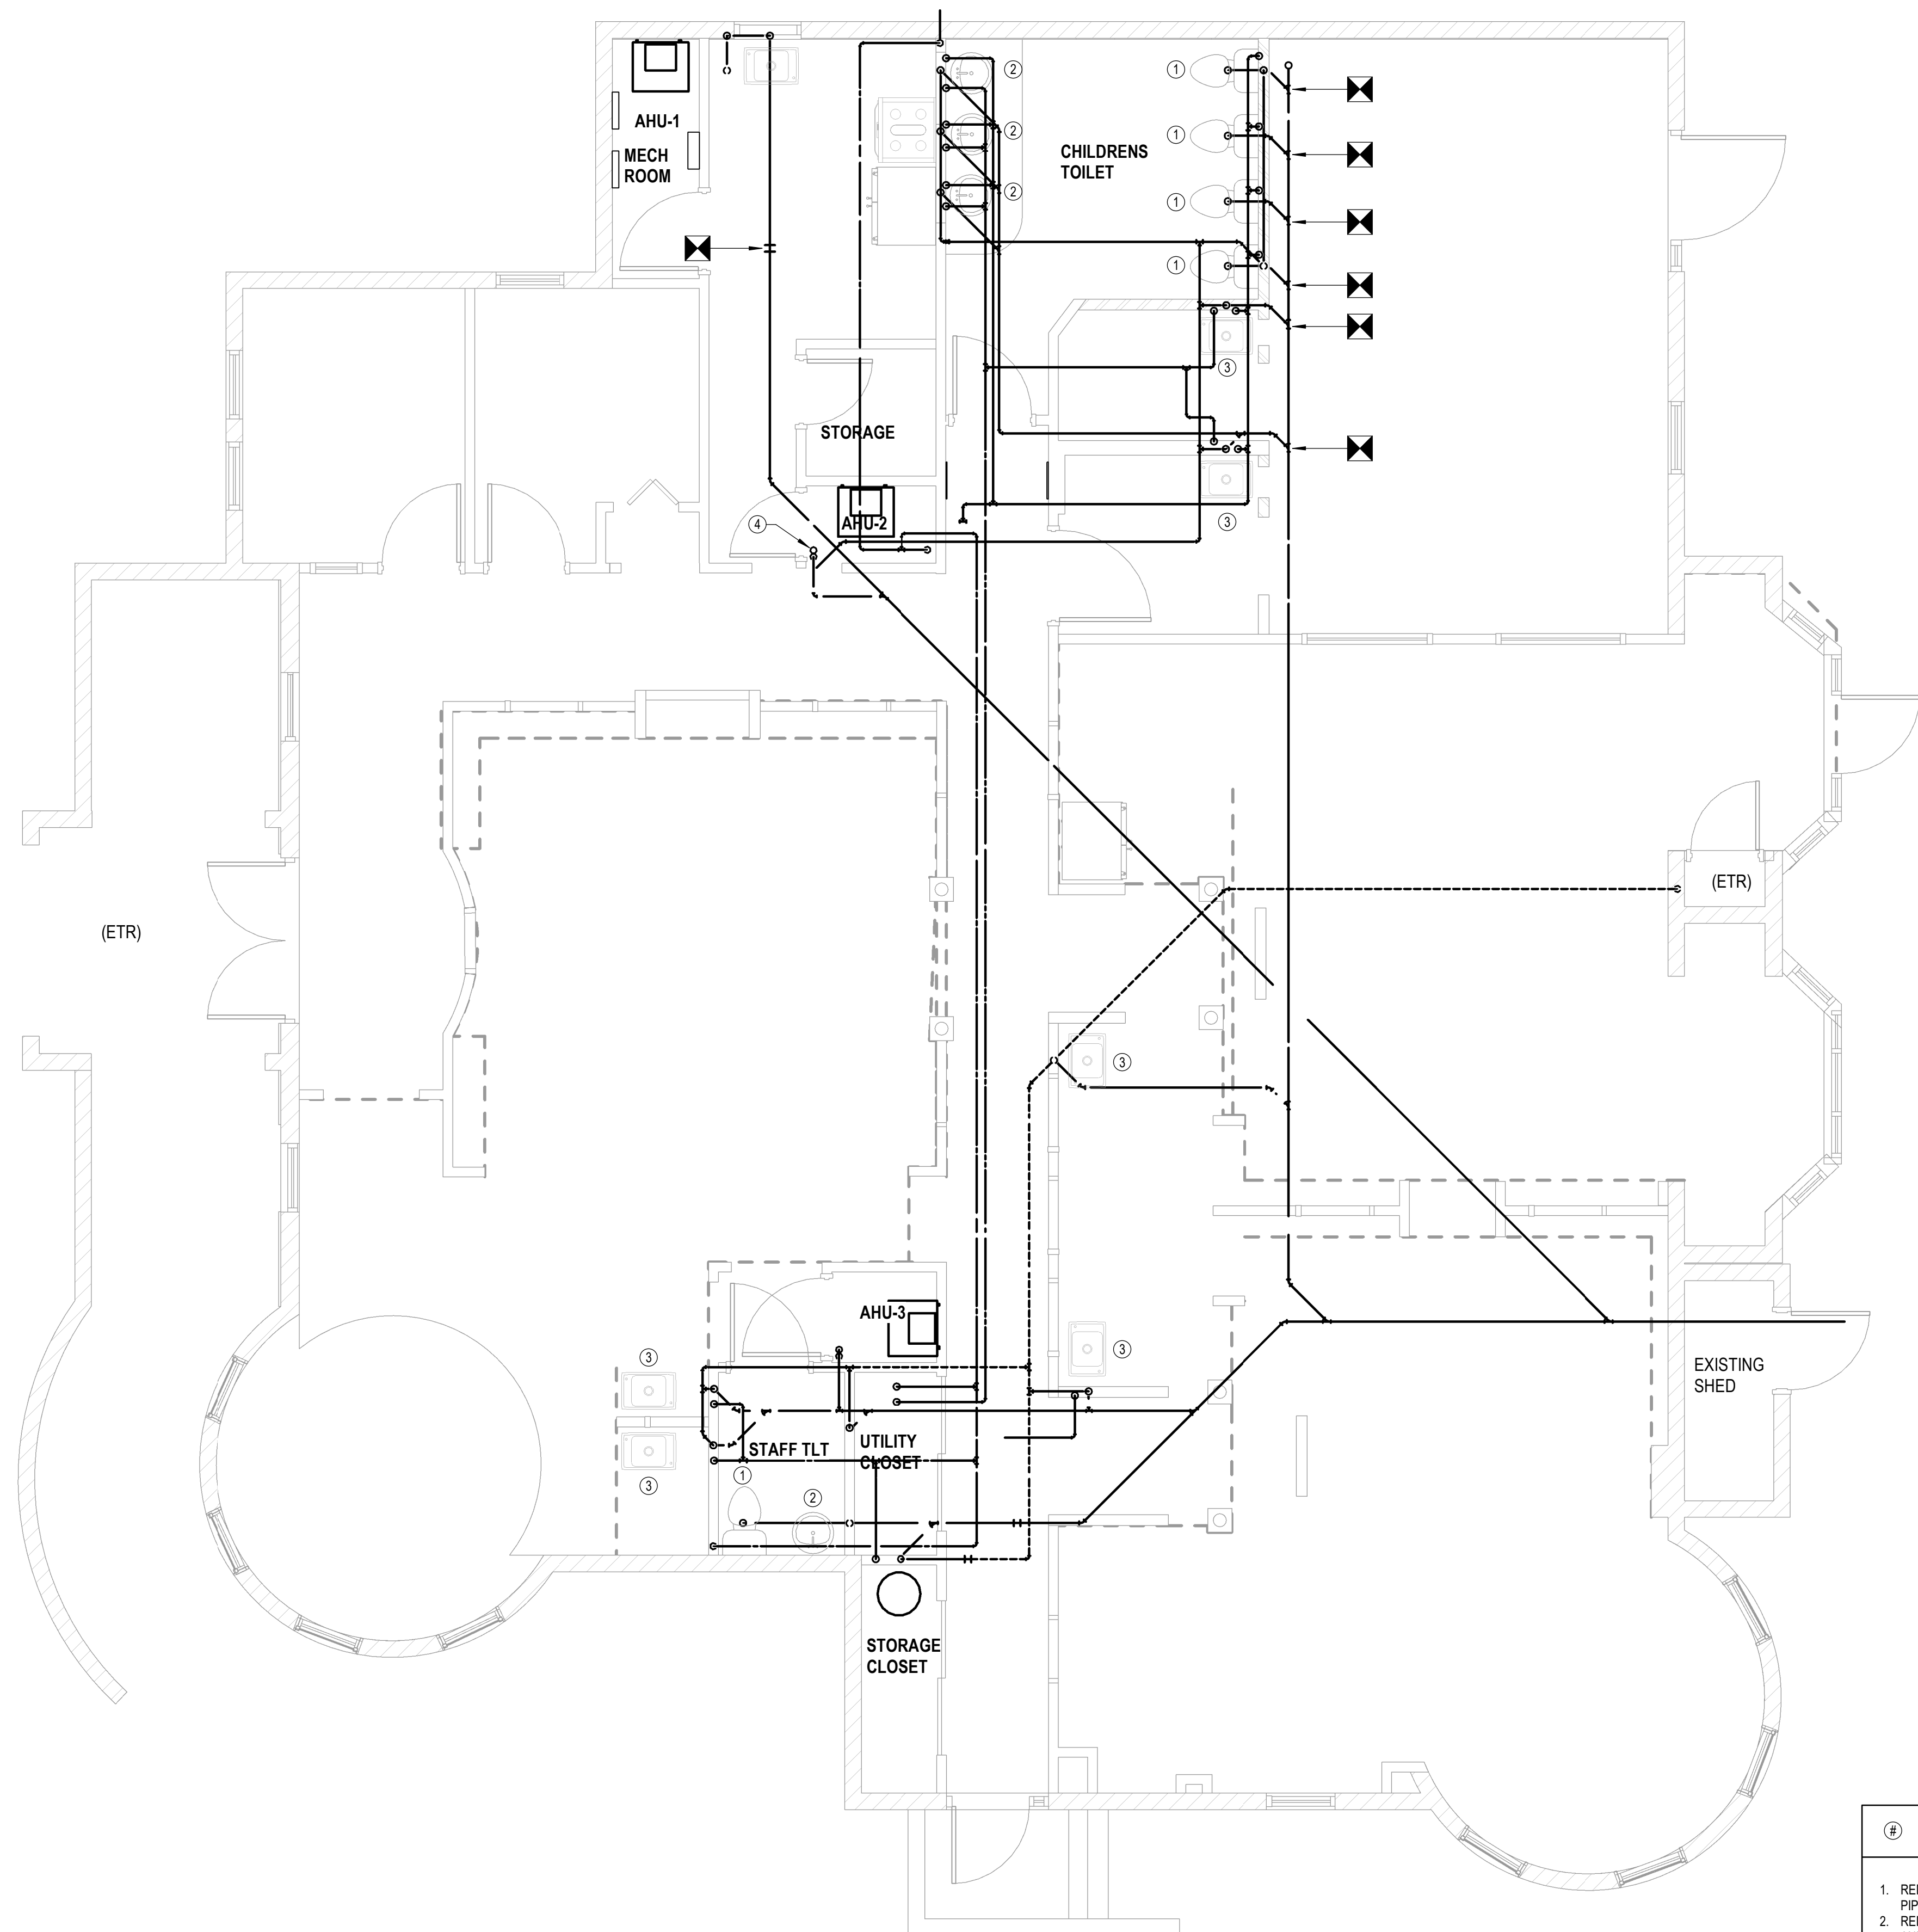 AHU-1
MECH
ROOM
2
2
2
CHILDRENS
TOILET
1
1
1
1
3
STORAGE
3
4
AHU-2
(ETR)
(ETR)
3
AHU-3
3
3
EXISTING
SHED
STAFF TLT
UTILITY
CLOSET
3
1
2
STORAGE
CLOSET
#
1.
2.